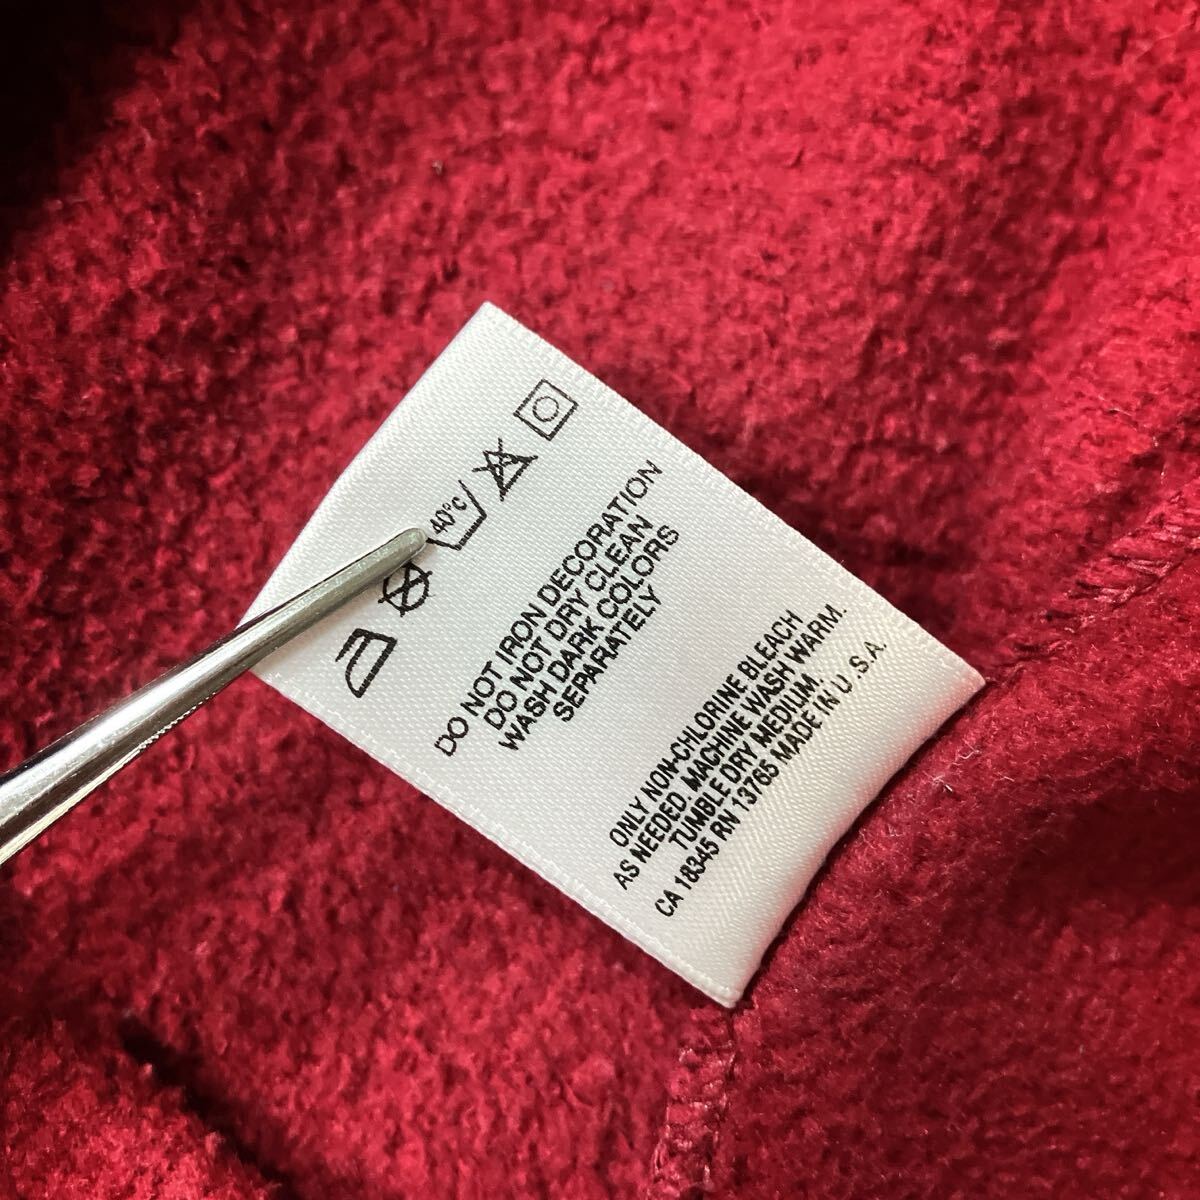 40°C
DO NOT IRON DECORATION
DO NOT DRY CLEAN
WASH DARK COLORS
SEPARATELY
ONLY NON-CHLORINE BLEACH
AS NEEDED. MACHINE WASH WARM.
TUMBLE DRY MEDIUM.
CA 18345 RN 13765 MADE IN U.S.A.